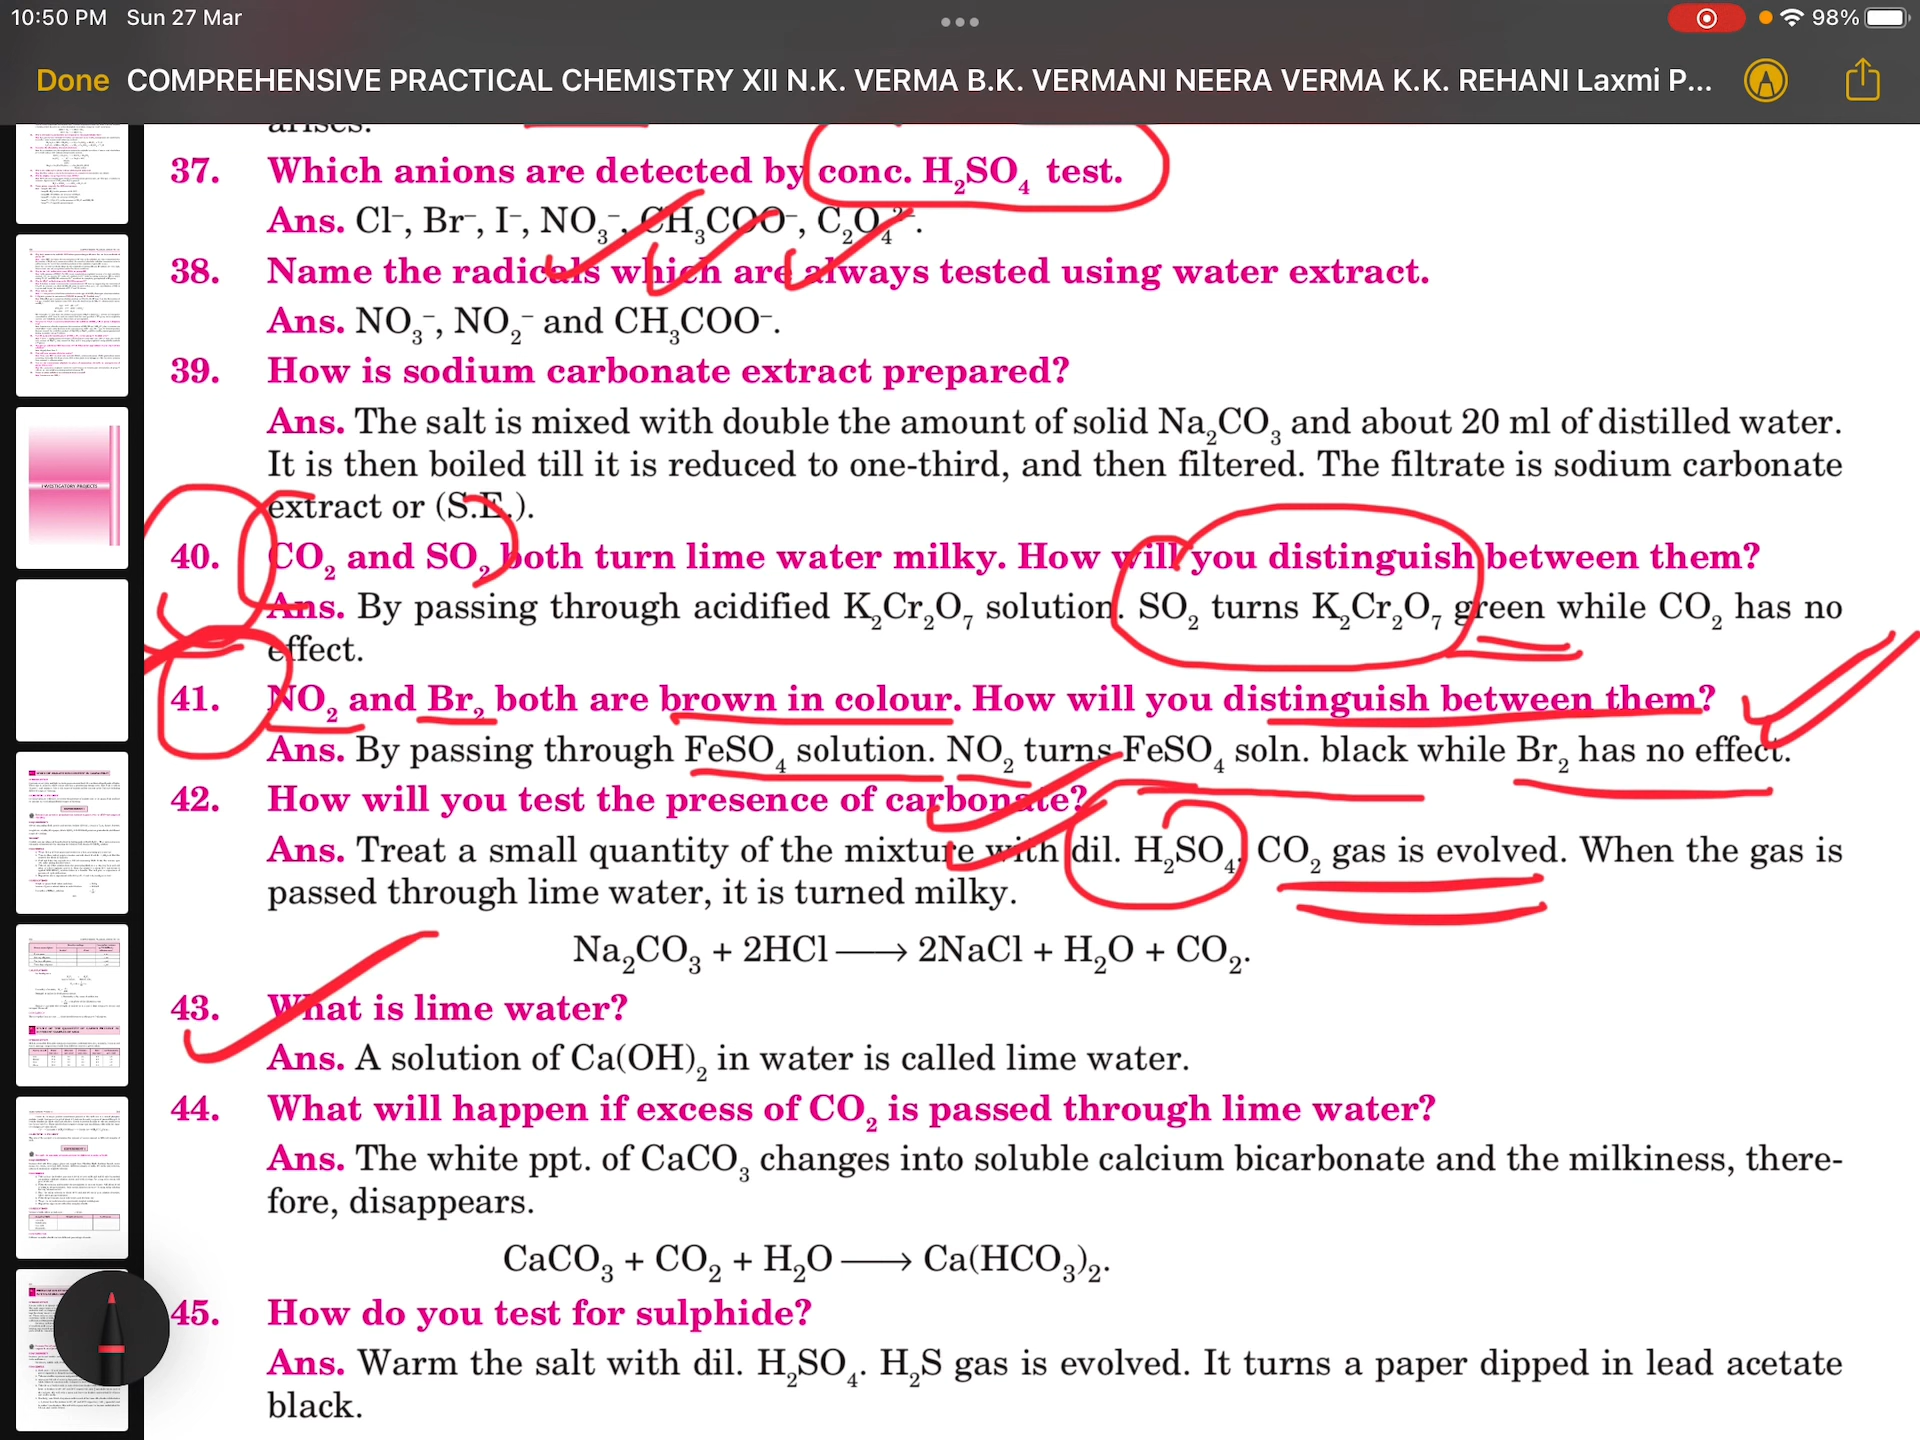 10:50 PM Sun 27 Mar
98%
Done COMPREHENSIVE PRACTICAL CHEMISTRY XII N.K. VERMA B.K. VERMANI NEERA VERMA K.K. REHANI Laxmi P...
arises.
37. Which anions are detected by conc. H₂SO₄ test.
Ans. Cl⁻, Br⁻, I⁻, NO₃⁻, CH₃COO⁻, C₂O₄²⁻.
38. Name the radicals which are always tested using water extract.
Ans. NO₃⁻, NO₂⁻ and CH₃COO⁻.
39. How is sodium carbonate extract prepared?
Ans. The salt is mixed with double the amount of solid Na₂CO₃ and about 20 ml of distilled water.
It is then boiled till it is reduced to one-third, and then filtered. The filtrate is sodium carbonate
extract or (S.E.).
40. CO₂ and SO₂ both turn lime water milky. How will you distinguish between them?
Ans. By passing through acidified K₂Cr₂O₇ solution. SO₂ turns K₂Cr₂O₇ green while CO₂ has no
effect.
41. NO₂ and Br₂ both are brown in colour. How will you distinguish between them?
Ans. By passing through FeSO₄ solution. NO₂ turns FeSO₄ soln. black while Br₂ has no effect.
42. How will you test the presence of carbonate?
Ans. Treat a small quantity of the mixture with dil. H₂SO₄, CO₂ gas is evolved. When the gas is
passed through lime water, it is turned milky.
Na₂CO₃ + 2HCl ⟶ 2NaCl + H₂O + CO₂.
43. What is lime water?
Ans. A solution of Ca(OH)₂ in water is called lime water.
44. What will happen if excess of CO₂ is passed through lime water?
Ans. The white ppt. of CaCO₃ changes into soluble calcium bicarbonate and the milkiness, there-
fore, disappears.
CaCO₃ + CO₂ + H₂O ⟶ Ca(HCO₃)₂.
45. How do you test for sulphide?
Ans. Warm the salt with dil. H₂SO₄. H₂S gas is evolved. It turns a paper dipped in lead acetate
black.
INVESTIGATORY PROJECTS